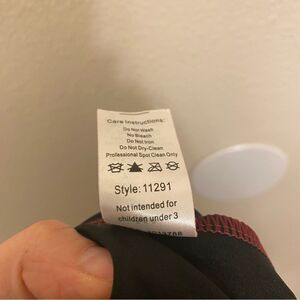 Care Instructions:
Do Not Wash
No Bleach
Do Not Iron
Do Not Dry-Clean
Professional Spot Clean Only
Style: 11291
Not intended for
children under 3